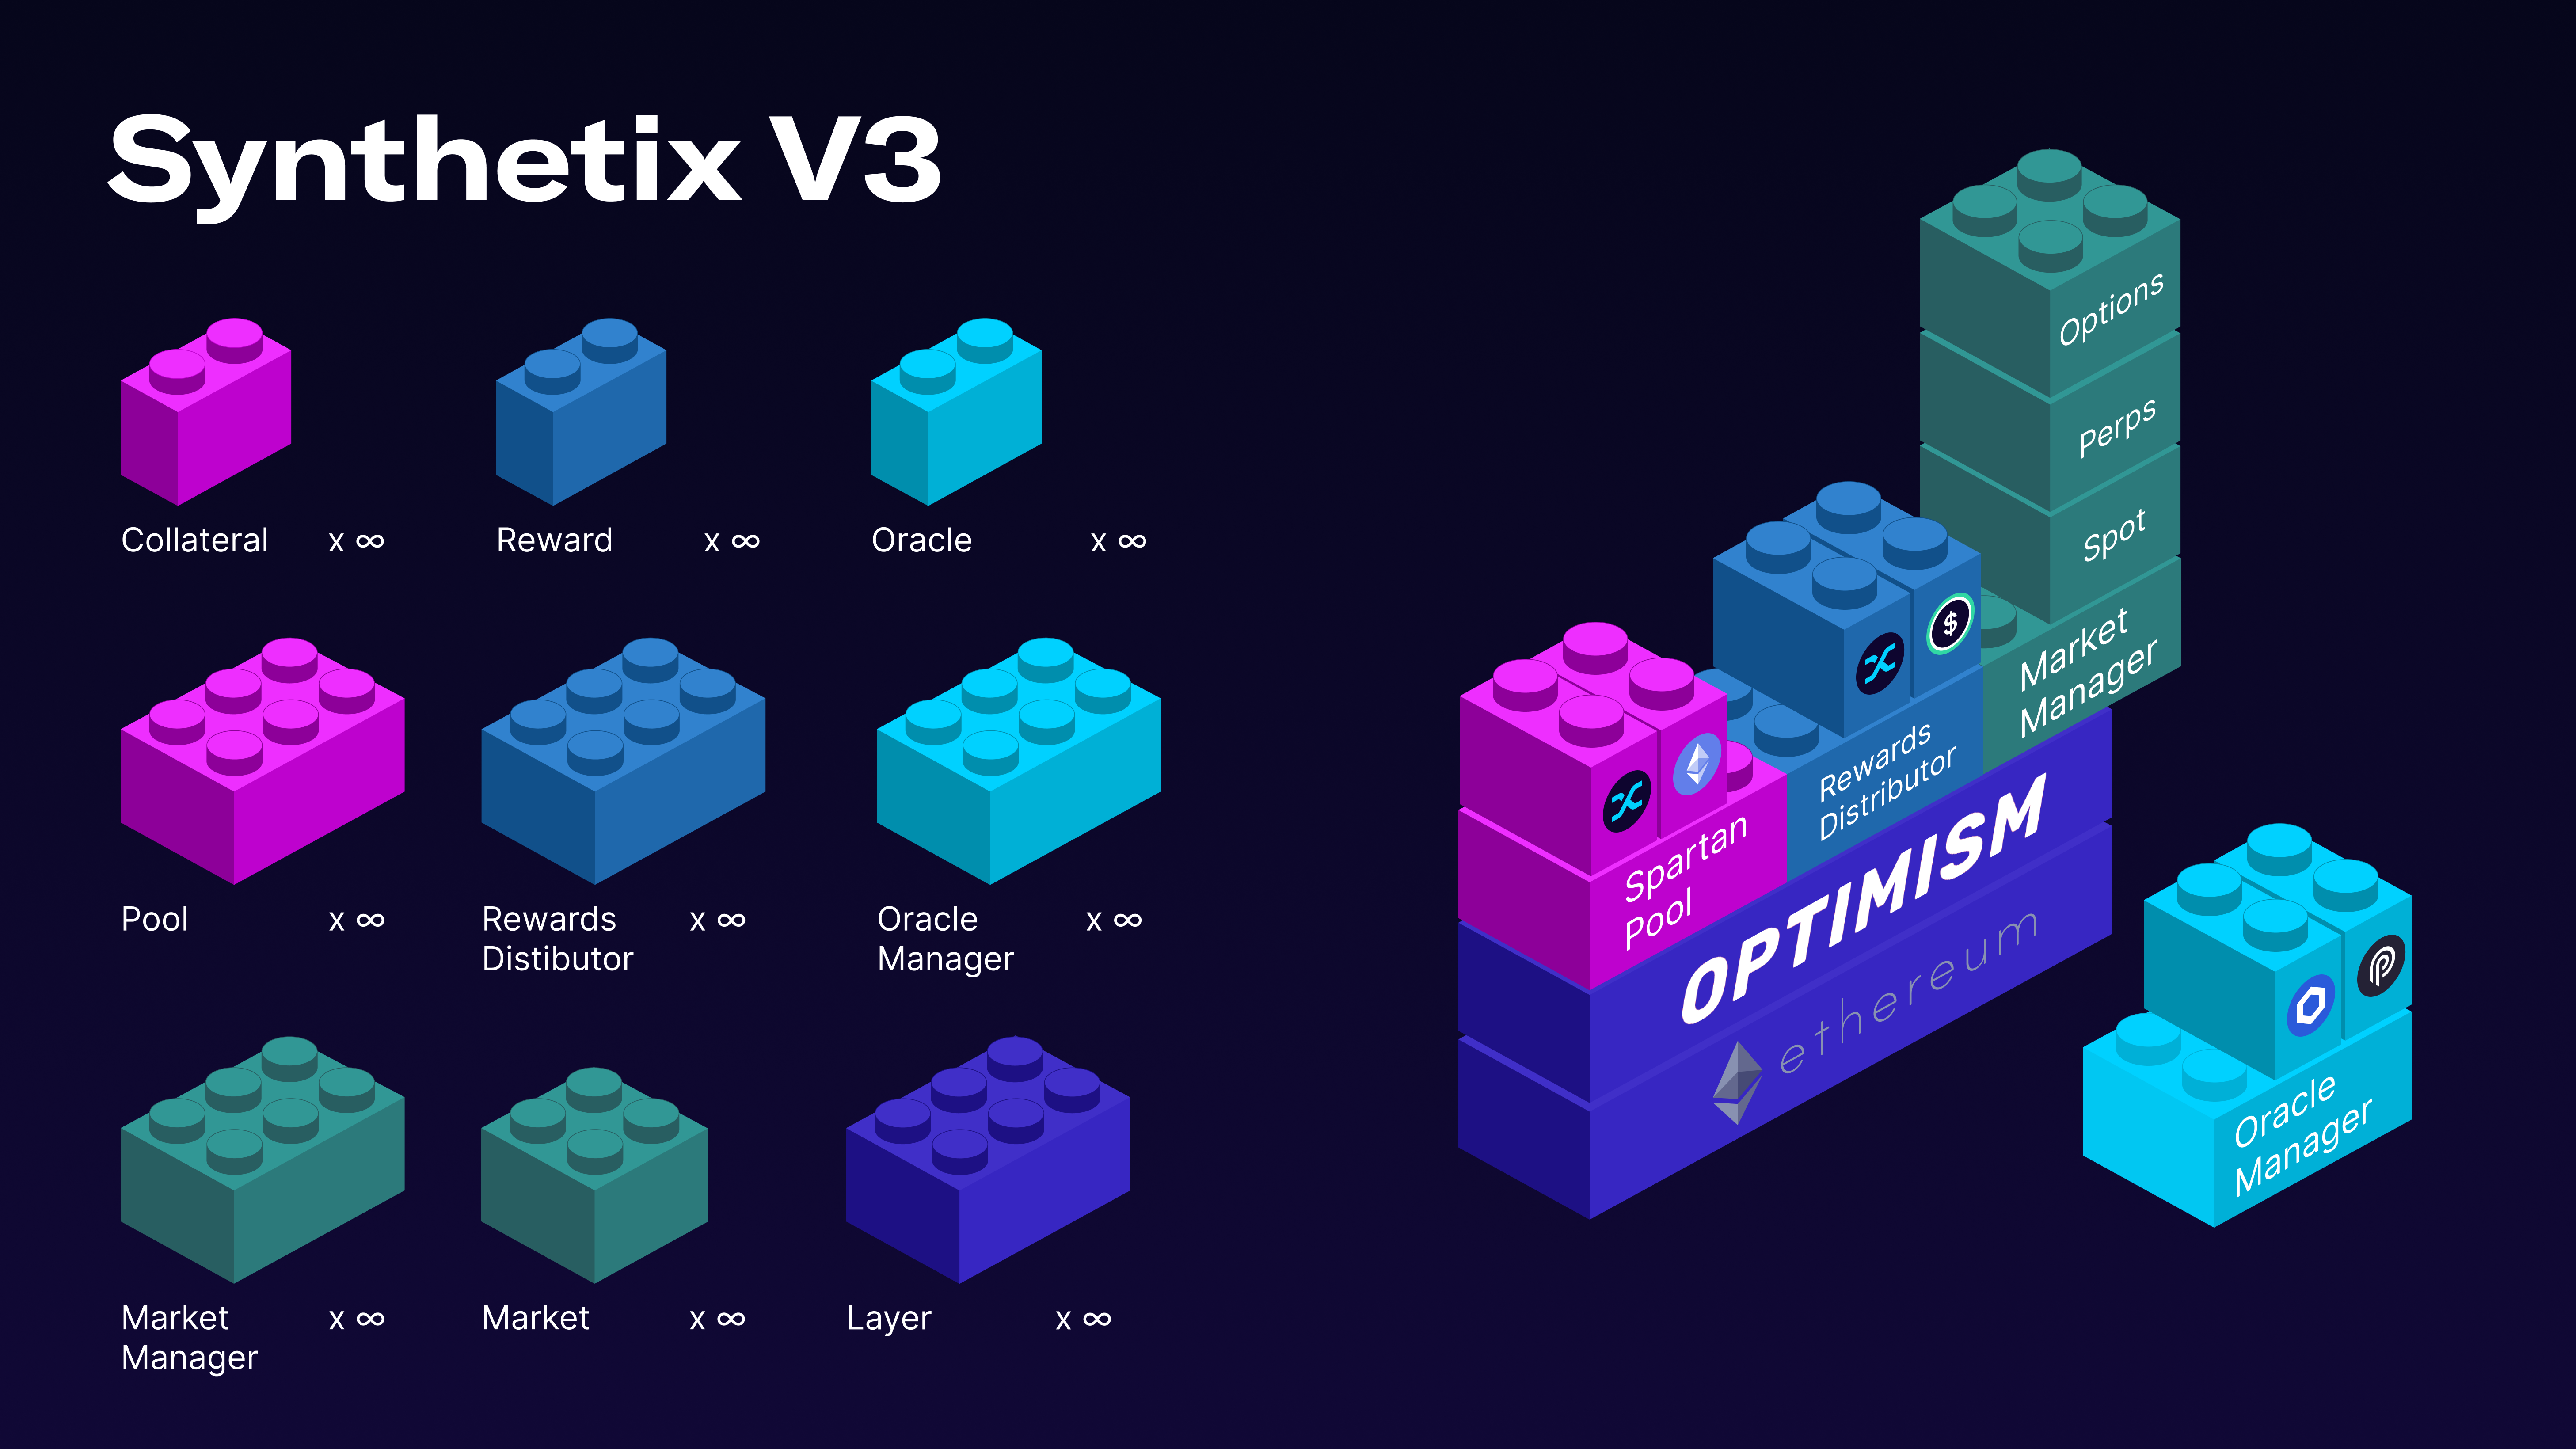 Synthetix V3
Collateral x ∞
Reward x ∞
Oracle x ∞
Pool x ∞
Rewards x ∞
Distibutor
Oracle x ∞
Manager
Market x ∞
Manager
Market x ∞
Layer x ∞
Options
Perps
Spot
Market
Manager
$
Rewards
Distributor
Spartan
Pool
OPTIMISM
ethereum
Oracle
Manager